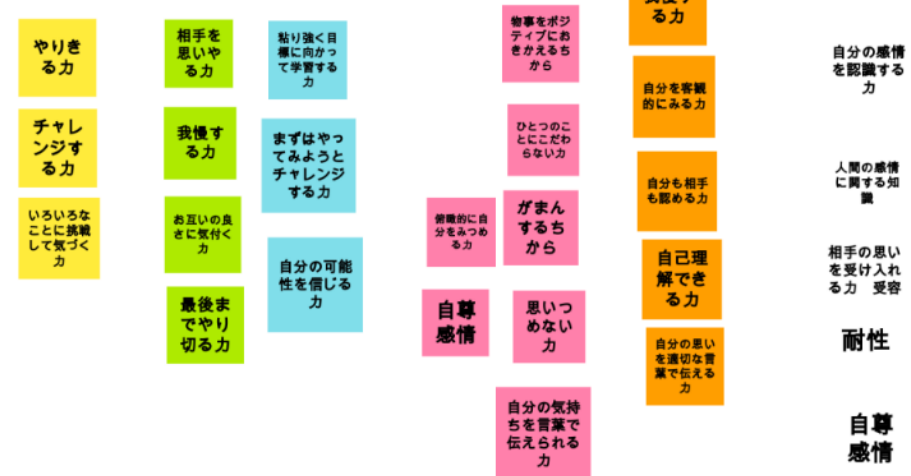 やりき
る力
チャレ
ンジす
る力
いろいろな
ことに挑戦
して気づく
力
相手を
思いや
る力
我慢す
る力
お互いの良
さに気付く
力
最後ま
でやり
切る力
粘り強く目
標に向かっ
て学習する
力
まずはやっ
てみようと
チャレンジ
する力
自分の可能
性を信じる
力
物事をポジ
ティブにお
きかえるち
から
ひとつのこ
とにこだわ
らない力
俯瞰的に自
分をみつめ
る力
がまん
するち
から
自尊
感情
思いつ
めない
力
自分の気持
ちを言葉で
伝えられる
力
我慢す
る力
自分を客観
的にみる力
自分も相手
も認める力
自己理
解でき
る力
自分の思い
を適切な言
葉で伝える
力
自分の感情
を認識する
力
人間の感情
に関する知
識
相手の思い
を受け入れ
る力 受容
耐性
自尊
感情